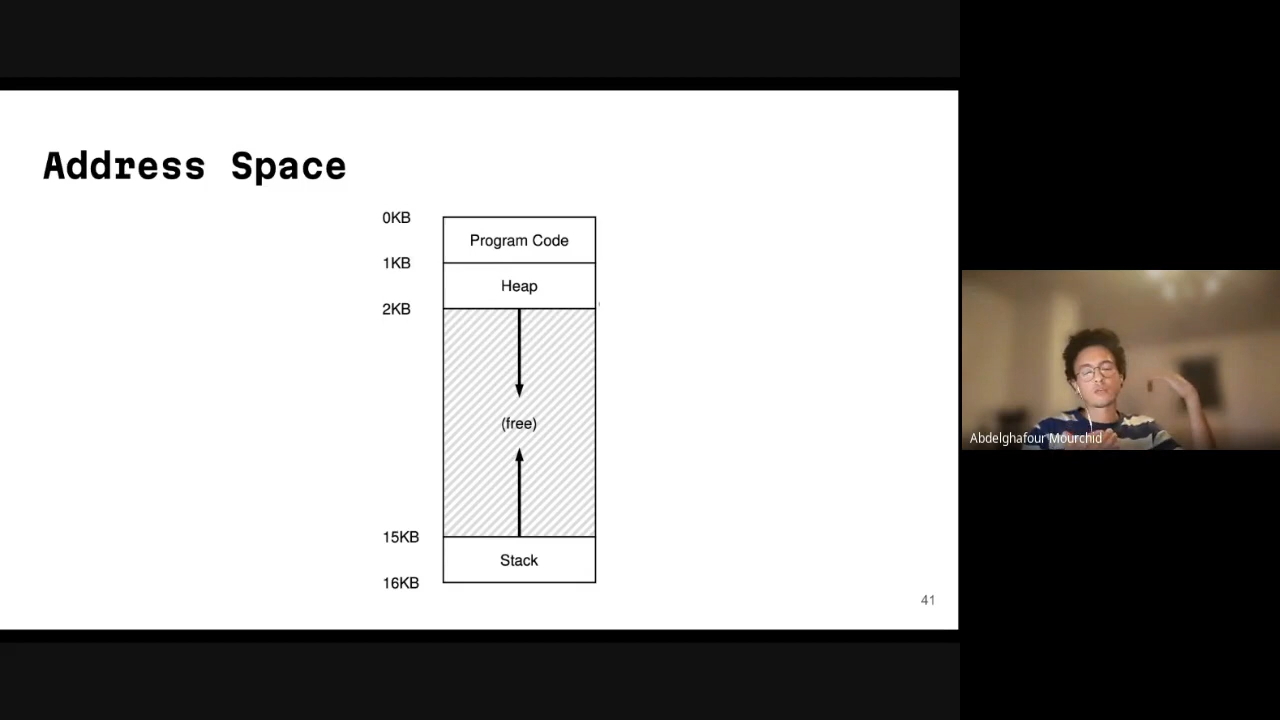 Address Space
0KB
Program Code
1KB
Heap
2KB
(free)
15KB
Stack
16KB
41
Abdelghafour Mourchid